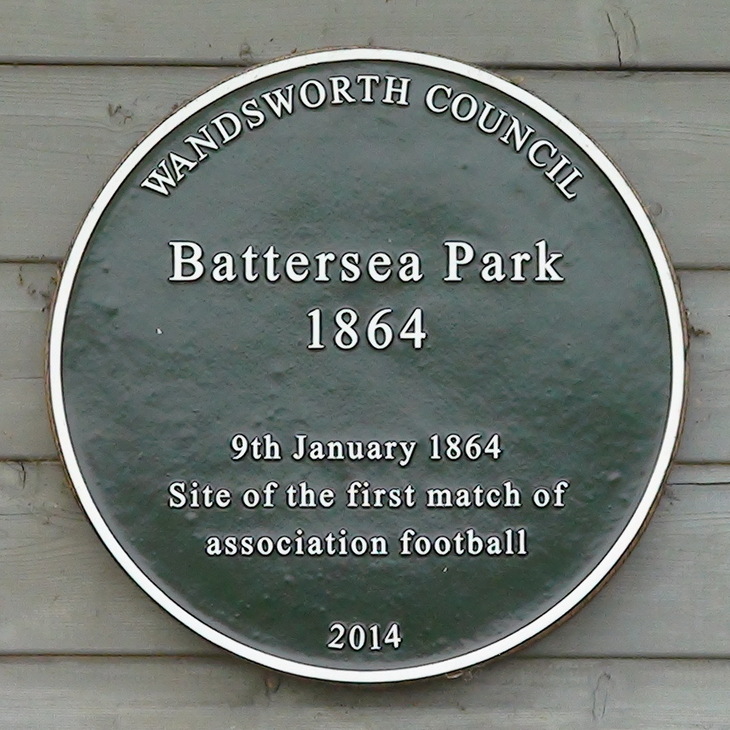 WANDSWORTH COUNCIL
Battersea Park
1864
9th January 1864
Site of the first match of
association football
2014